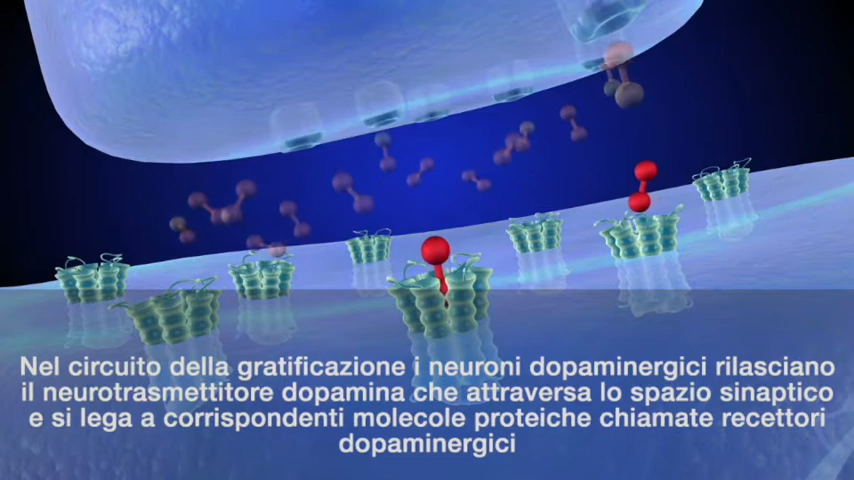 Nel circuito della gratificazione i neuroni dopaminergici rilasciano
il neurotrasmettitore dopamina che attraversa lo spazio sinaptico
e si lega a corrispondenti molecole proteiche chiamate recettori
dopaminergici